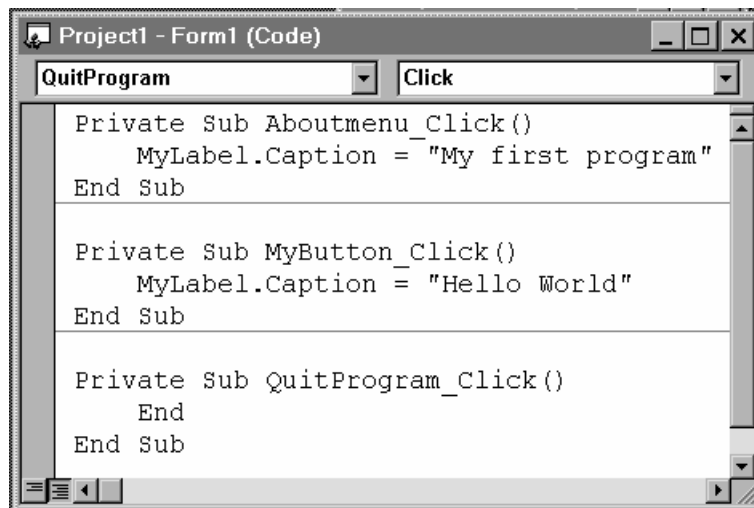 Project1 - Form1 (Code)
QuitProgram Click
Private Sub Aboutmenu_Click()
MyLabel.Caption = "My first program"
End Sub
Private Sub MyButton_Click()
MyLabel.Caption = "Hello World"
End Sub
Private Sub QuitProgram_Click()
End
End Sub